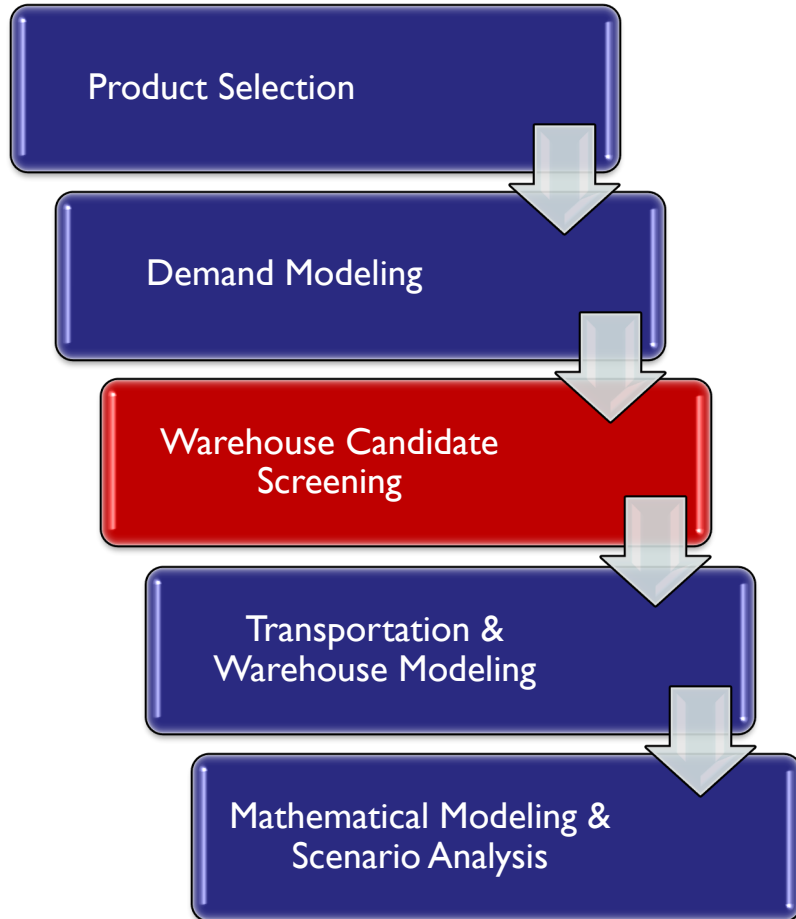 Product Selection
Demand Modeling
Warehouse Candidate
Screening
Transportation &
Warehouse Modeling
Mathematical Modeling &
Scenario Analysis